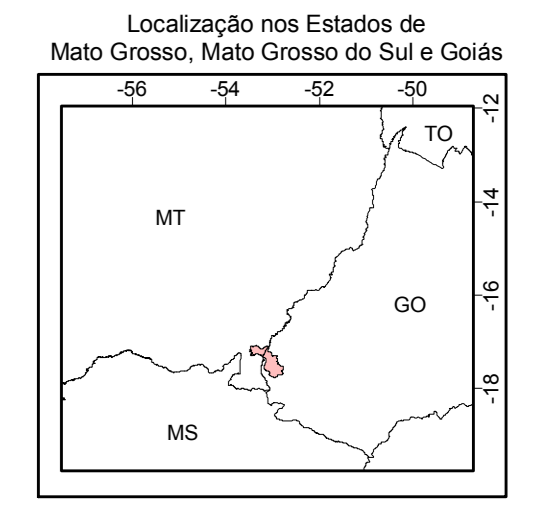 Localização nos Estados de
Mato Grosso, Mato Grosso do Sul e Goiás
-56 -54 -52 -50
-12
TO
-14
MT
-16
GO
-18
MS